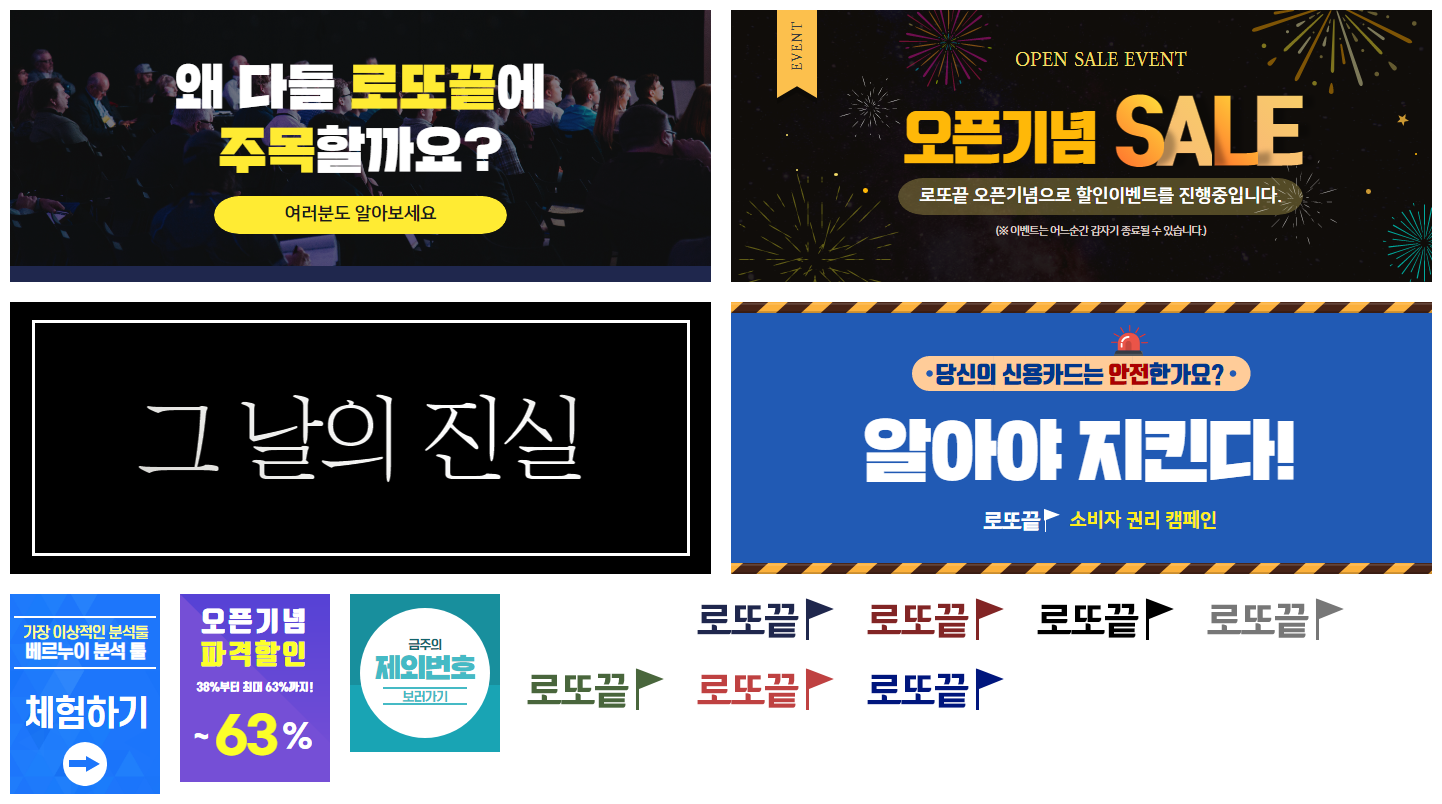 왜 다들 로또끝에
주목할까요?
여러분도 알아보세요
EVENT
OPEN SALE EVENT
오픈기념 SALE
로또끝 오픈기념으로 할인이벤트를 진행중입니다.
(※ 이벤트는 어느순간 갑자기 종료될 수 있습니다.)
그 날의 진실
•당신의 신용카드는 안전한가요?•
알아야 지킨다!
로또끝 소비자 권리 캠페인
가장 이상적인 분석툴
베르누이 분석 툴
체험하기
오픈기념
파격할인
38%부터 최대 63%까지!
~63%
금주의
제외번호
보러가기
로또끝
로또끝
로또끝
로또끝
로또끝
로또끝
로또끝